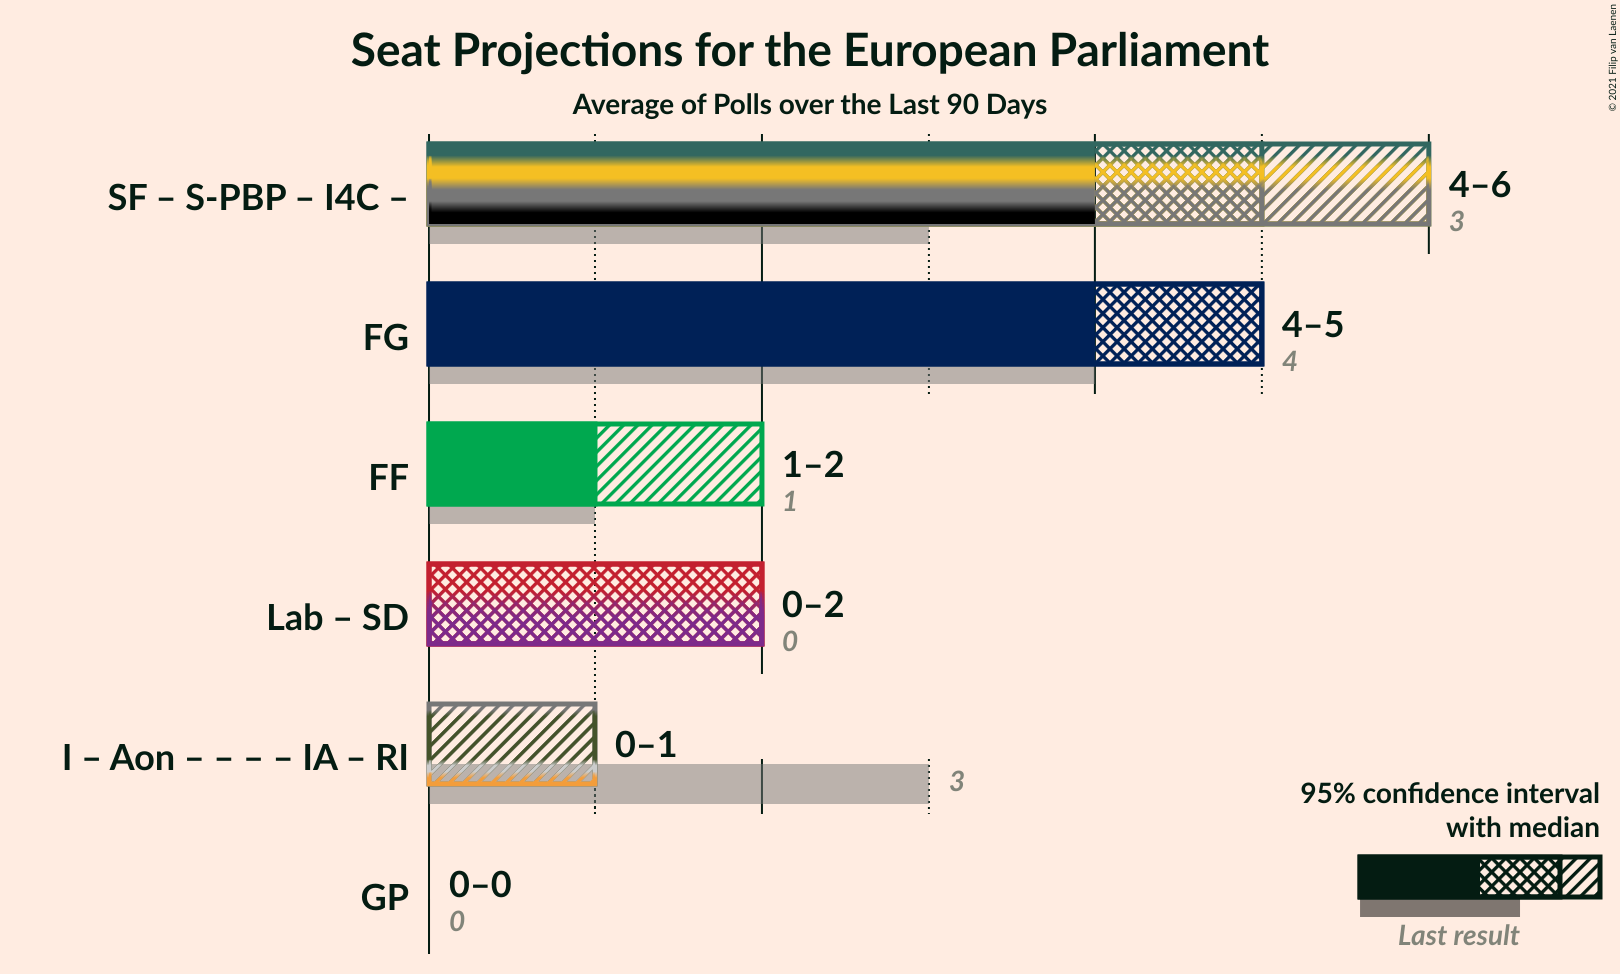 Seat Projections for the European Parliament
Average of Polls over the Last 90 Days
© 2021 Filip van Laenen
SF – S-PBP – I4C –
4–6
3
FG
4–5
4
FF
1–2
1
Lab – SD
0–2
0
I – Aon – – – – IA – RI
0–1
3
GP
0–0
0
95% confidence interval
with median
Last result